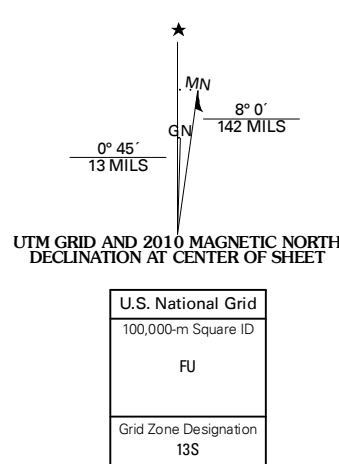 ★
MN
8° 0´
142 MILS
GN
0° 45´
13 MILS
UTM GRID AND 2010 MAGNETIC NORTH
DECLINATION AT CENTER OF SHEET
U.S. National Grid
100,000-m Square ID
FU
Grid Zone Designation
13S